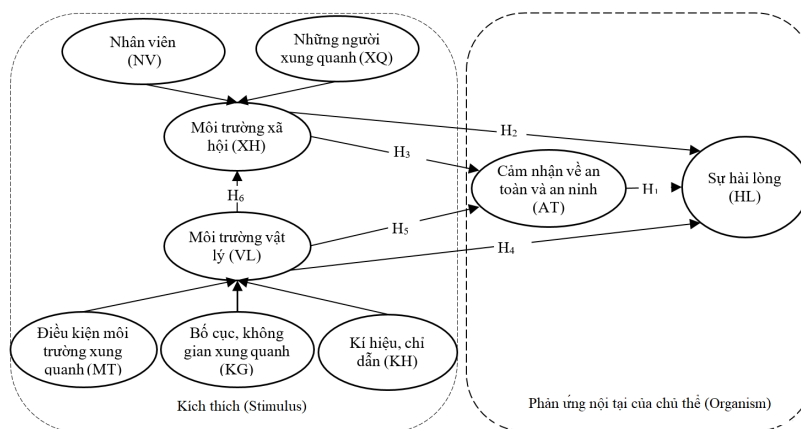 Nhân viên
(NV)
Những người
xung quanh (XQ)
Môi trường xã
hội (XH)
H2
H3
Cảm nhận về an
toàn và an ninh
(AT)
H1
Sự hài lòng
(HL)
H6
Môi trường vật
lý (VL)
H5
H4
Điều kiện môi
trường xung
quanh (MT)
Bố cục, không
gian xung quanh
(KG)
Kí hiệu, chỉ
dẫn (KH)
Kích thích (Stimulus)
Phản ứng nội tại của chủ thể (Organism)